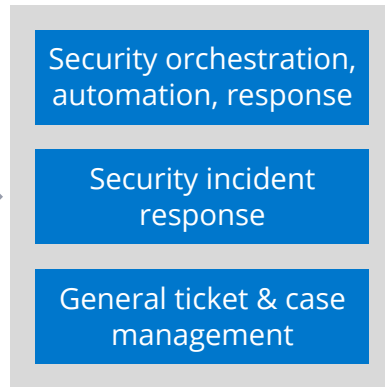 Security orchestration,
automation, response
Security incident
response
General ticket & case
management